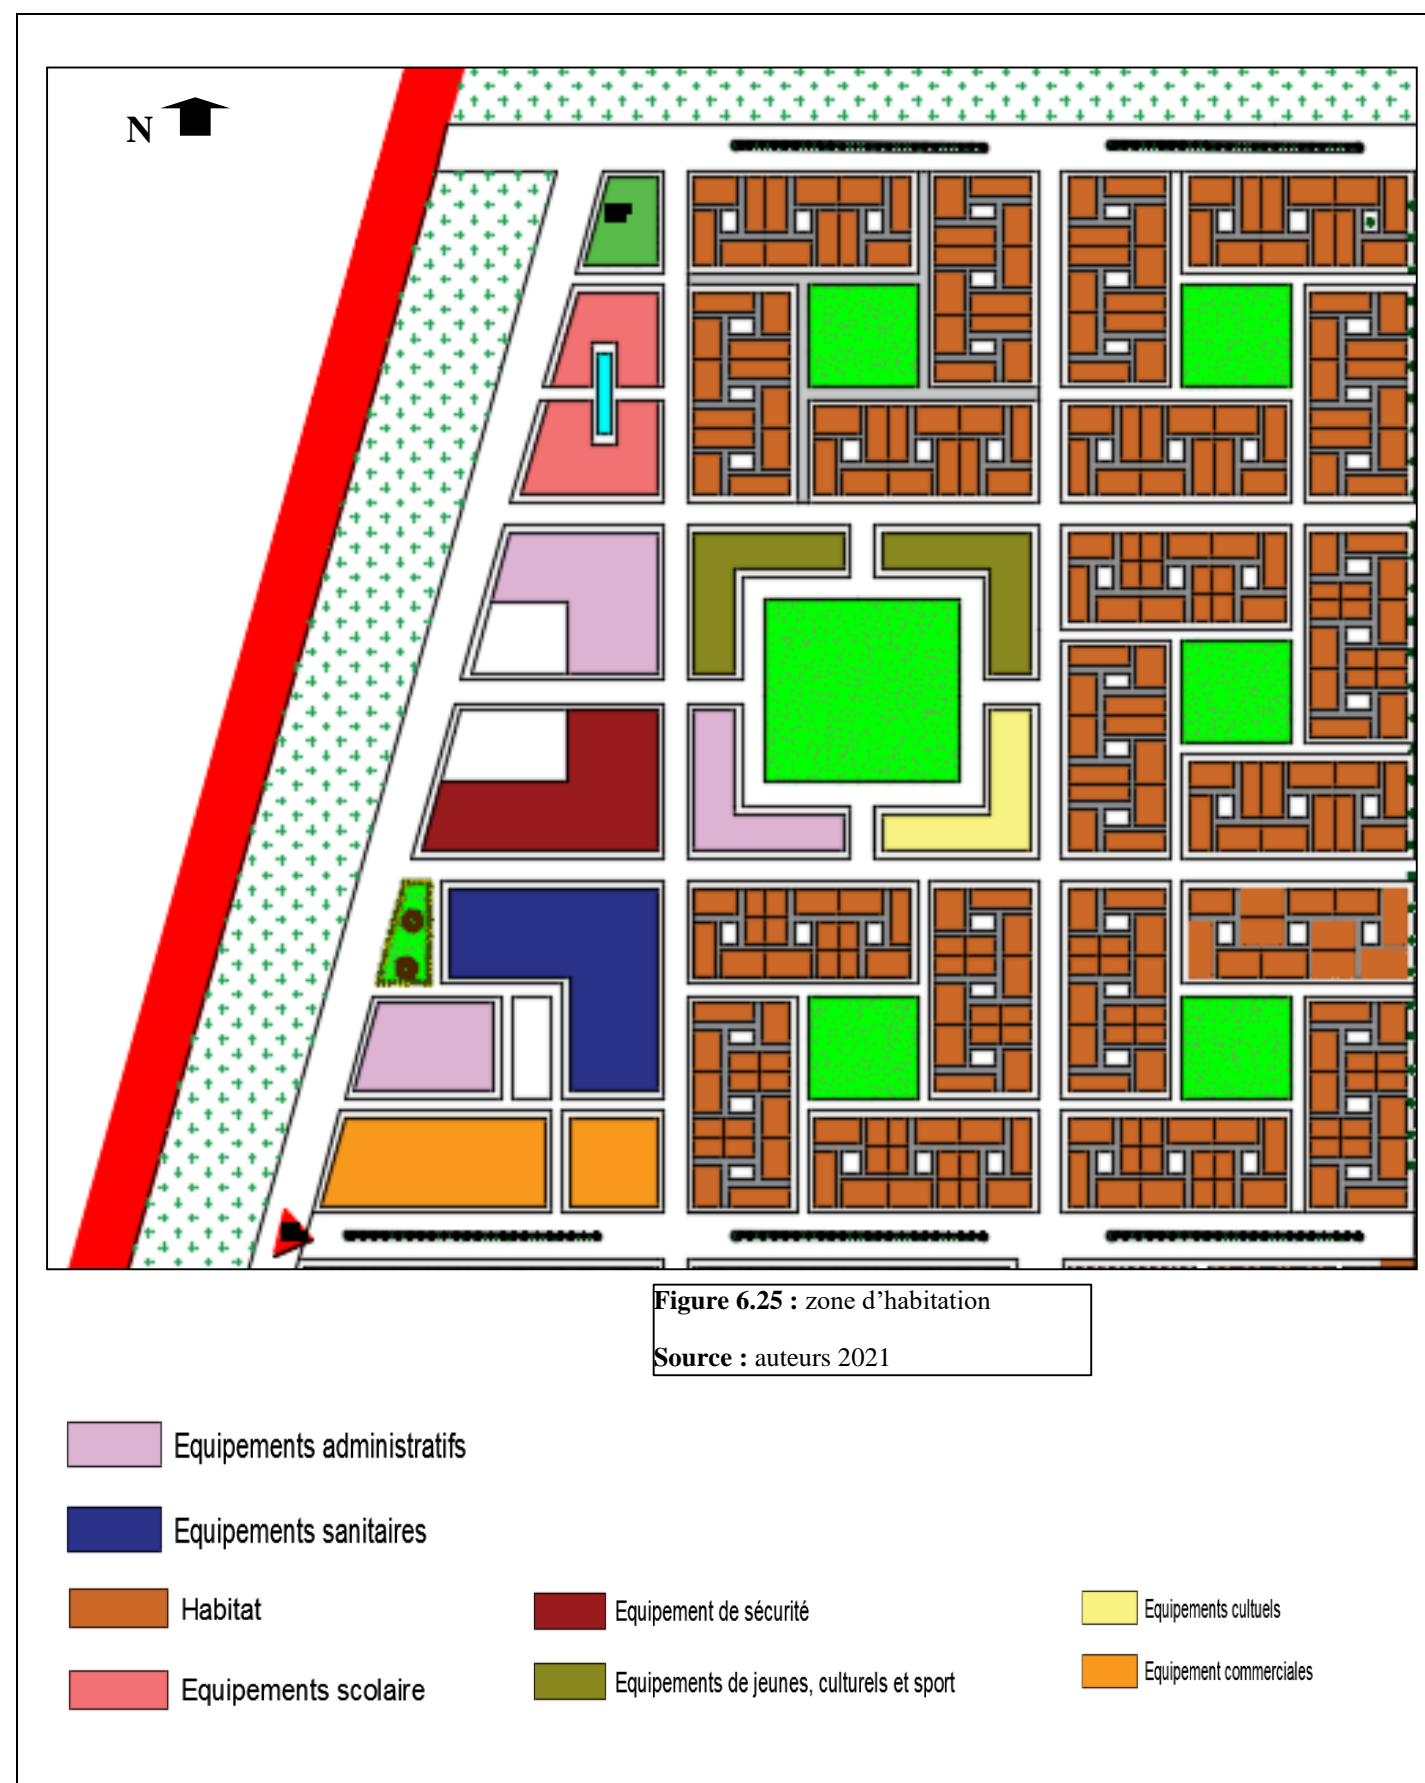 N
Figure 6.25 : zone d’habitation
Source : auteurs 2021
Equipements administratifs
Equipements sanitaires
Habitat
Equipements scolaire
Equipement de sécurité
Equipements de jeunes, culturels et sport
Equipements cultuels
Equipement commerciales